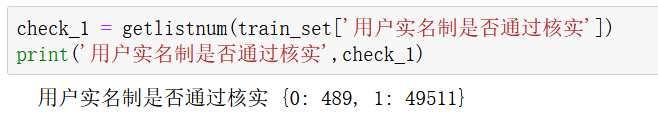 check_1 = getlistnum(train_set['用户实名制是否通过核实'])
print('用户实名制是否通过核实',check_1)
用户实名制是否通过核实 {0: 489, 1: 49511}